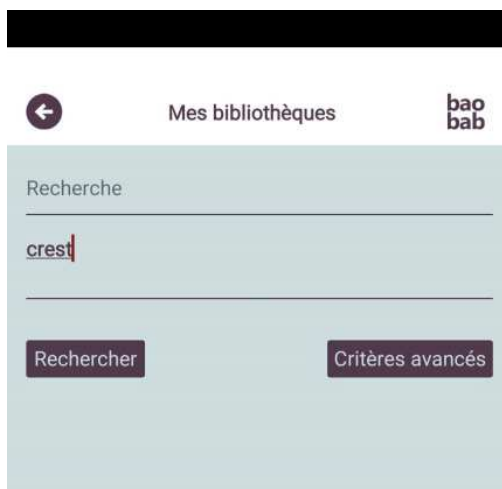 Mes bibliothèques
bao
bab
Recherche
crest
Rechercher
Critères avancés